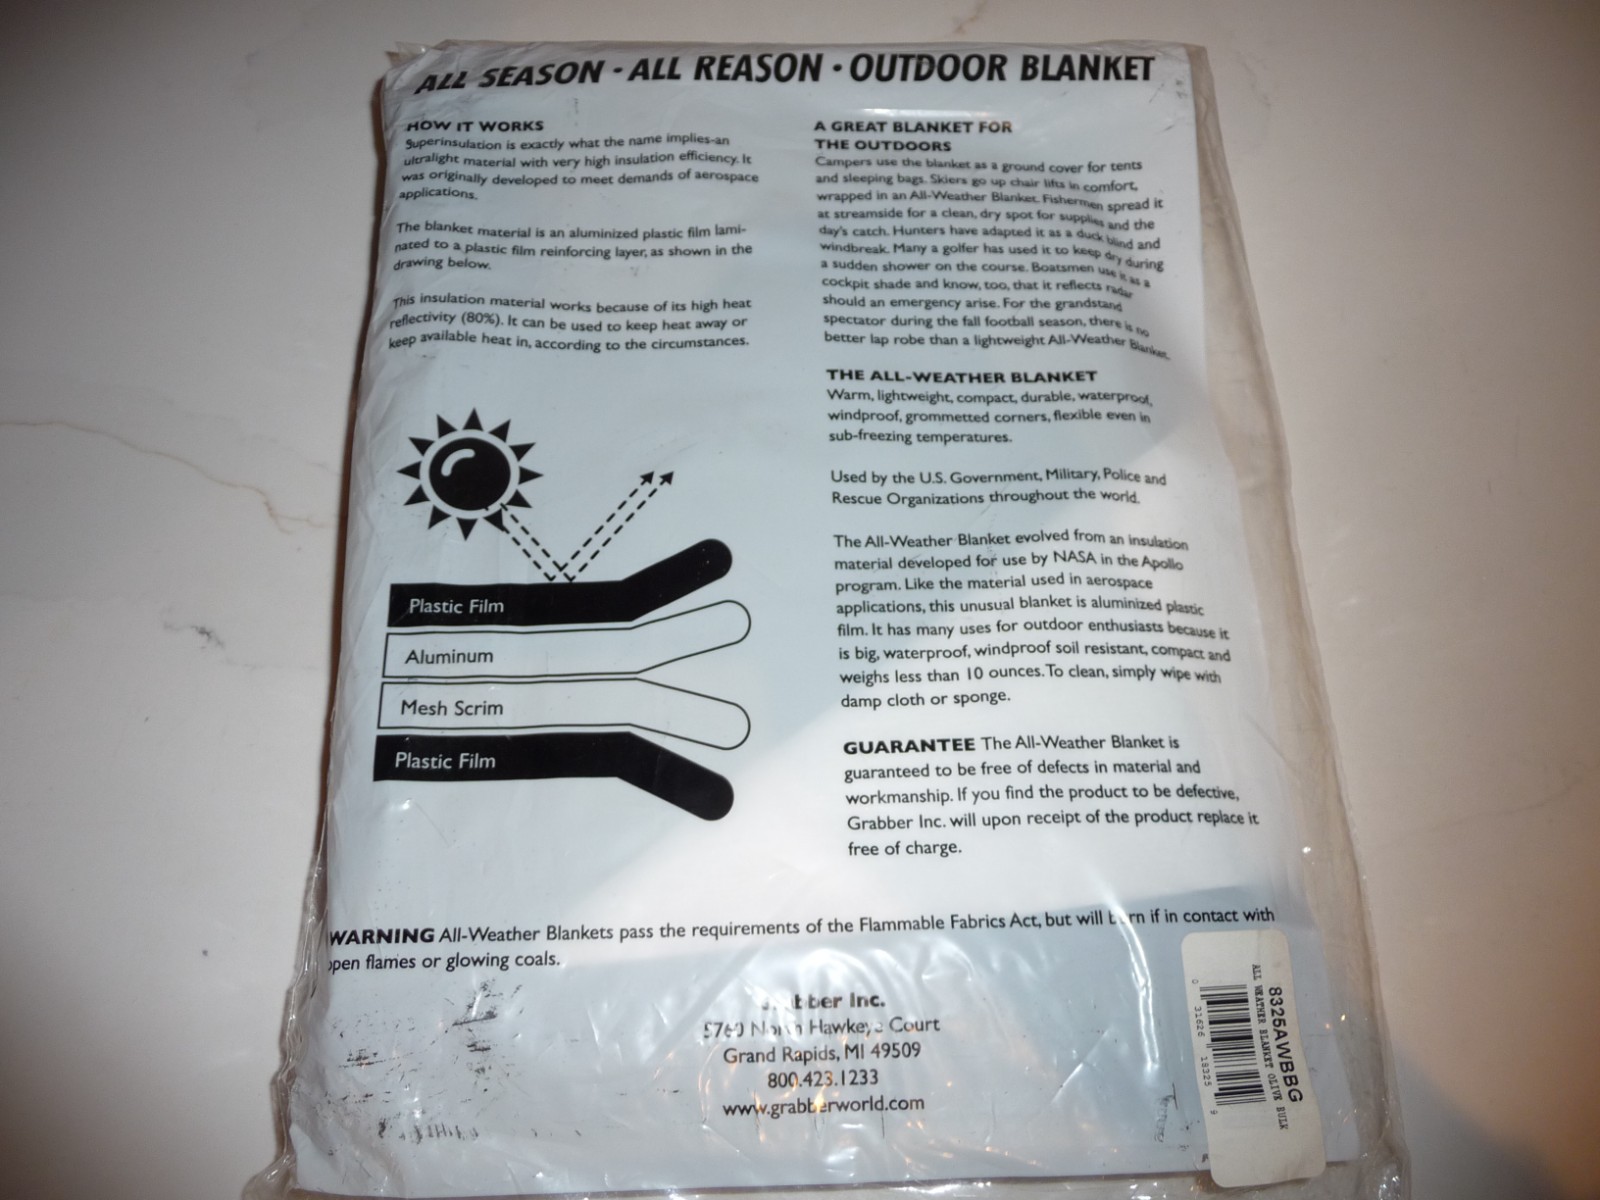 ALL SEASON · ALL REASON · OUTDOOR BLANKET
HOW IT WORKS
Superinsulation is exactly what the name implies-an
ultralight material with very high insulation efficiency. It
was originally developed to meet demands of aerospace
applications.
The blanket material is an aluminized plastic film lami-
nated to a plastic film reinforcing layer, as shown in the
drawing below.
This insulation material works because of its high heat
reflectivity (80%). It can be used to keep heat away or
keep available heat in, according to the circumstances.
Plastic Film
Aluminum
Mesh Scrim
Plastic Film
A GREAT BLANKET FOR
THE OUTDOORS
Campers use the blanket as a ground cover for tents
and sleeping bags. Skiers go up chair lifts in comfort,
wrapped in an All-Weather Blanket. Fishermen spread it
at streamside for a clean, dry spot for supplies and the
day's catch. Hunters have adapted it as a duck blind and
windbreak. Many a golfer has used it to keep dry during
a sudden shower on the course. Boatsmen use it as a
cockpit shade and know, too, that it reflects radar
should an emergency arise. For the grandstand
spectator during the fall football season, there is no
better lap robe than a lightweight All-Weather Blanket.
THE ALL-WEATHER BLANKET
Warm, lightweight, compact, durable, waterproof,
windproof, grommetted corners, flexible even in
sub-freezing temperatures.
Used by the U.S. Government, Military, Police and
Rescue Organizations throughout the world.
The All-Weather Blanket evolved from an insulation
material developed for use by NASA in the Apollo
program. Like the material used in aerospace
applications, this unusual blanket is aluminized plastic
film. It has many uses for outdoor enthusiasts because it
is big, waterproof, windproof soil resistant, compact and
weighs less than 10 ounces. To clean, simply wipe with
damp cloth or sponge.
GUARANTEE The All-Weather Blanket is
guaranteed to be free of defects in material and
workmanship. If you find the product to be defective,
Grabber Inc. will upon receipt of the product replace it
free of charge.
WARNING All-Weather Blankets pass the requirements of the Flammable Fabrics Act, but will burn if in contact with
open flames or glowing coals.
Grabber Inc.
5760 North Hawkeye Court
Grand Rapids, MI 49509
800.423.1233
www.grabberworld.com
8325AWBBG
ALL WEATHER BLANKET OLIVE BULK
0 31626 18325 9